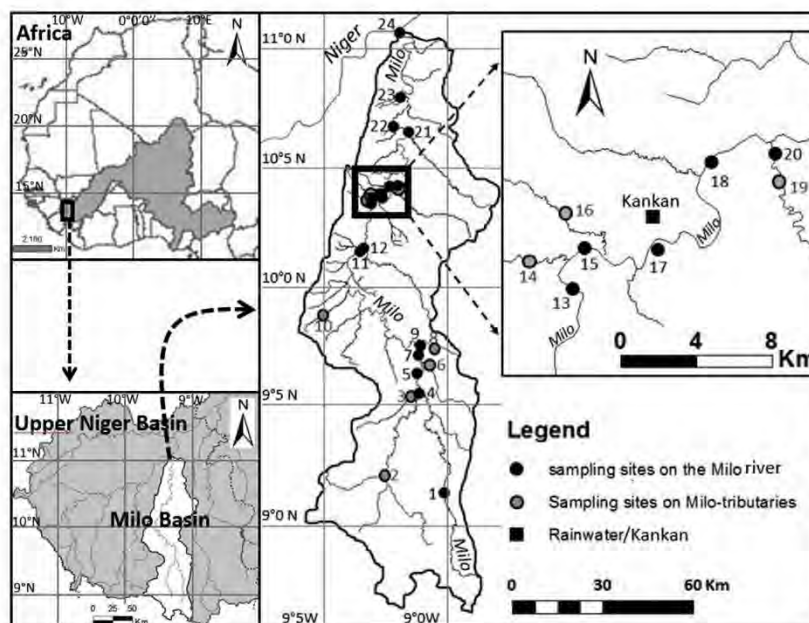 Africa
10°W
0°0'0
10°E
N
25°N
20°N
15°N
2.100
Km
11°W
10°W
9°W
N
Upper Niger Basin
11°N
Milo Basin
10°N
9°N
0 25 50
Km
24
11°0 N
Niger
Milo
23
22
21
10°5 N
12
11
10°0 N
Milo
10
9
8
7
5
6
9°5 N
3
4
2
1
9°0 N
Milo
9°5W
9°0W
N
20
18
19
16
Kankan
Milo
14
15
17
13
Milo
0 4 8
Km
Legend
sampling sites on the Milo river
Sampling sites on Milo-tributaries
Rainwater/Kankan
0 30 60 Km